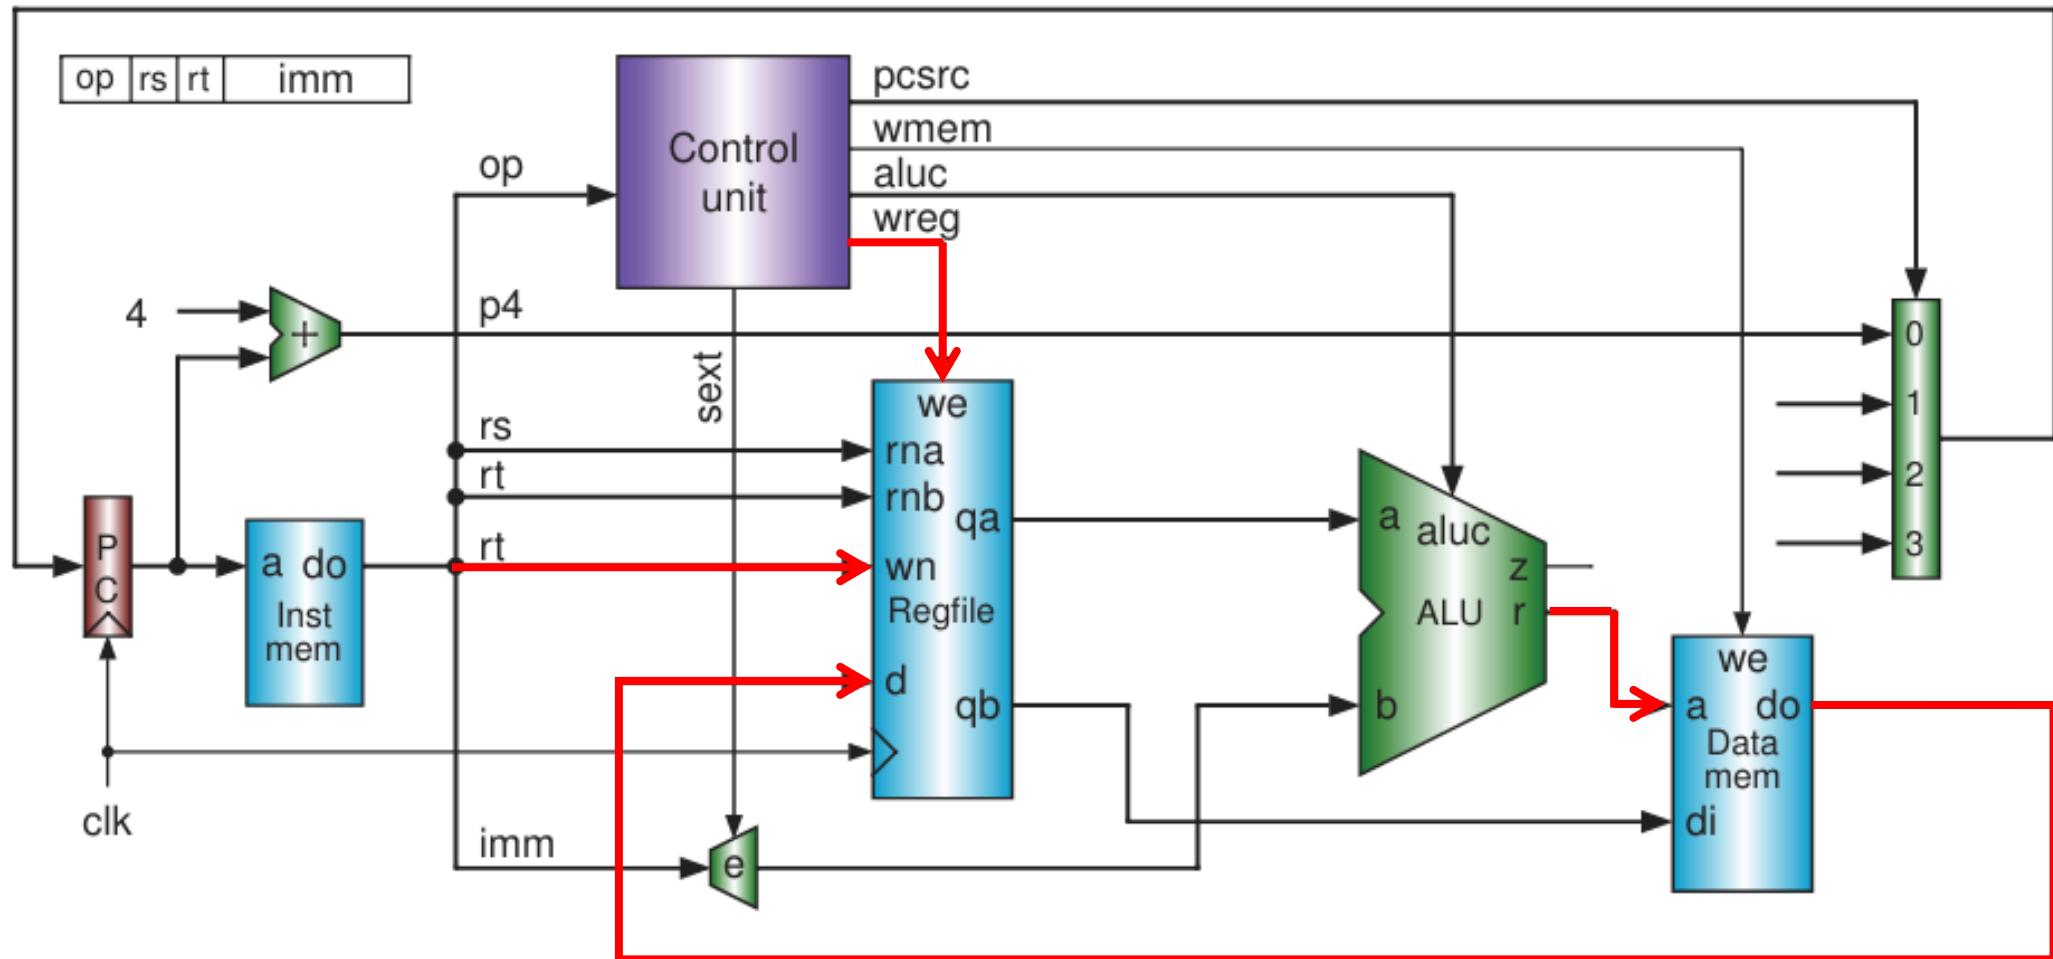 op rs rt imm
pcsrc
wmem
aluc
wreg
Control
unit
op
4
+
p4
sext
0
1
2
3
rs
rt
rt
we
rna
rnb
qa
wn
Regfile
d
qb
P
C
a do
Inst
mem
a aluc
z
ALU r
b
we
a do
Data
mem
di
clk
imm
e